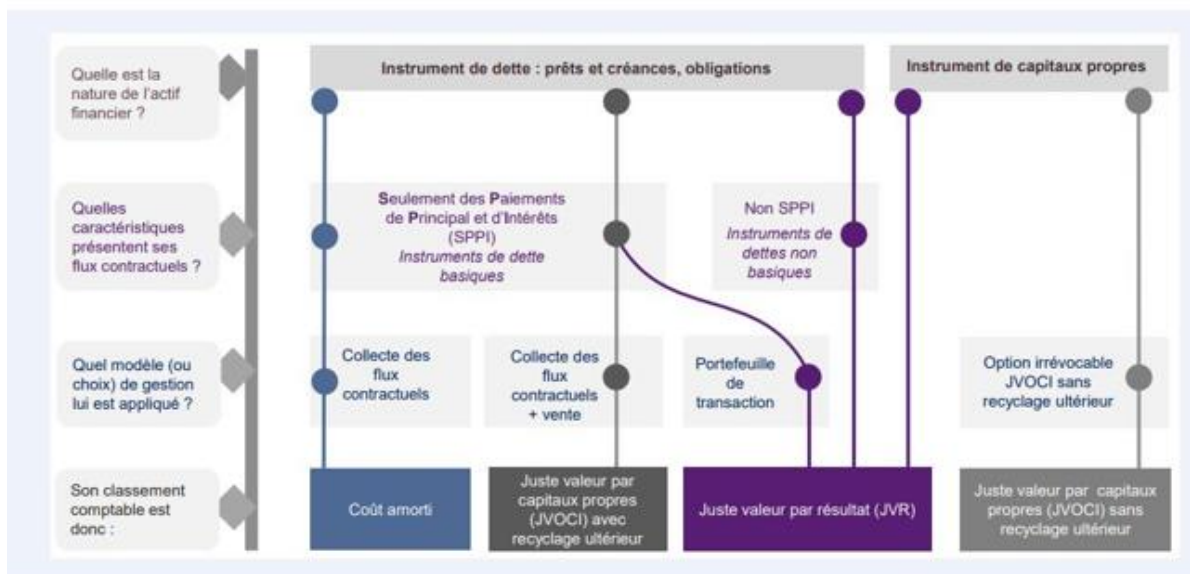 Quelle est la
nature de l'actif
financier ?
Instrument de dette : prêts et créances, obligations
Instrument de capitaux propres
Quelles
caractéristiques
présentent ses
flux contractuels ?
Seulement des Paiements
de Principal et d'Intérêts
(SPPI)
Instruments de dette
basiques
Non SPPI
Instruments de
dettes non
basiques
Quel modèle (ou
choix) de gestion
lui est appliqué ?
Collecte des
flux
contractuels
Collecte des
flux
contractuels
+ vente
Portefeuille
de
transaction
Option irrévocable
JVOCI sans
recyclage ultérieur
Son classement
comptable est
donc :
Coût amorti
Juste valeur par
capitaux propres
(JVOCI) avec
recyclage ultérieur
Juste valeur par résultat (JVR)
Juste valeur par capitaux
propres (JVOCI) sans
recyclage ultérieur